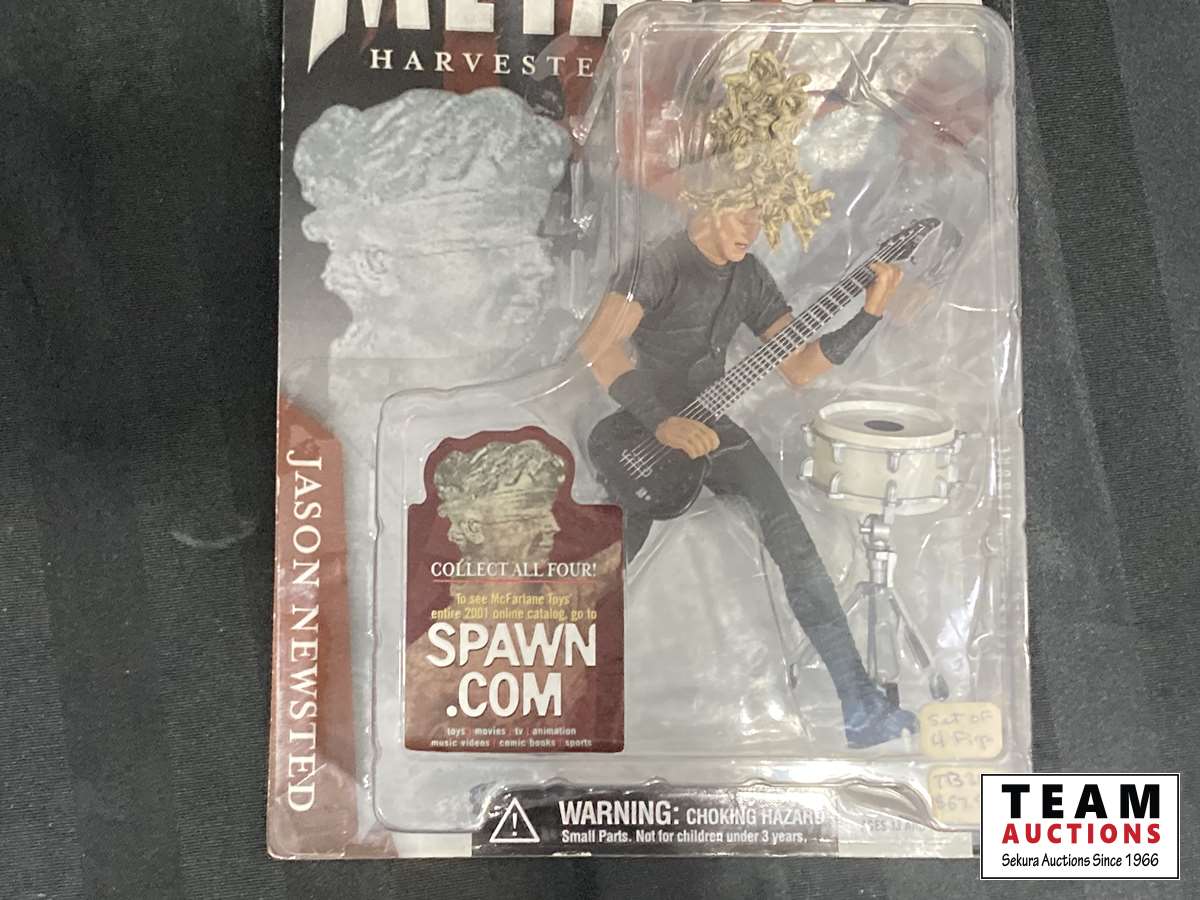 METALLICA
HARVESTE
JASON NEWSTED
COLLECT ALL FOUR!
To see McFarlane Toys'
entire 2001 online catalog, go to
SPAWN
.COM
toys | movies | tv | animation
music videos | comic books | sports
Set of
4 Figs
WARNING: CHOKING HAZARD
Small Parts. Not for children under 3 years.
TEAM
AUCTIONS
Sekura Auctions Since 1966